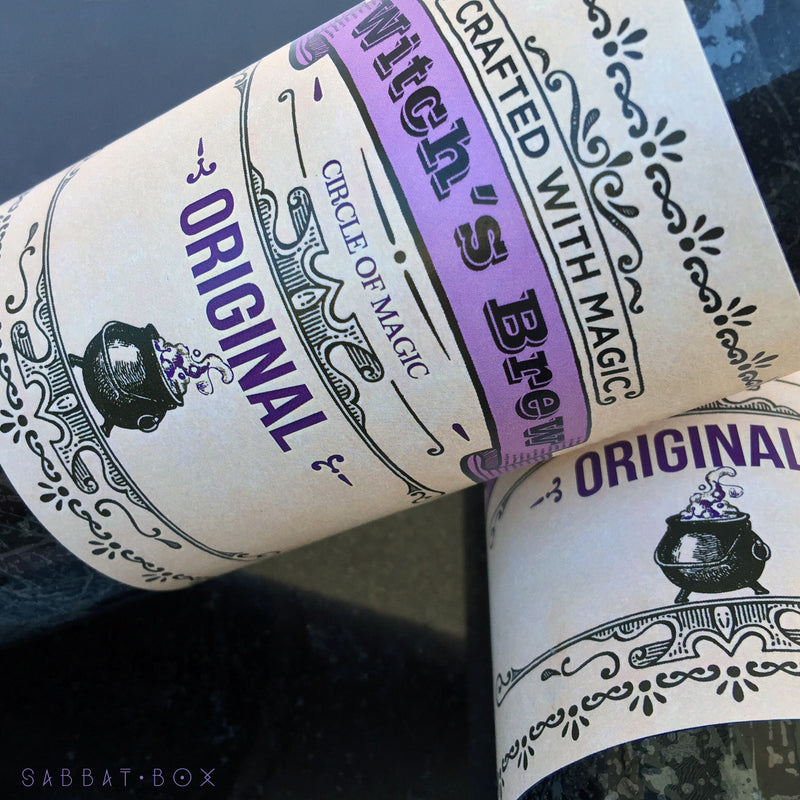 CRAFTED WITH MAGIC
Witch's Brew
CIRCLE OF MAGIC
ORIGINAL
ORIGINAL
SABBAT·BOX